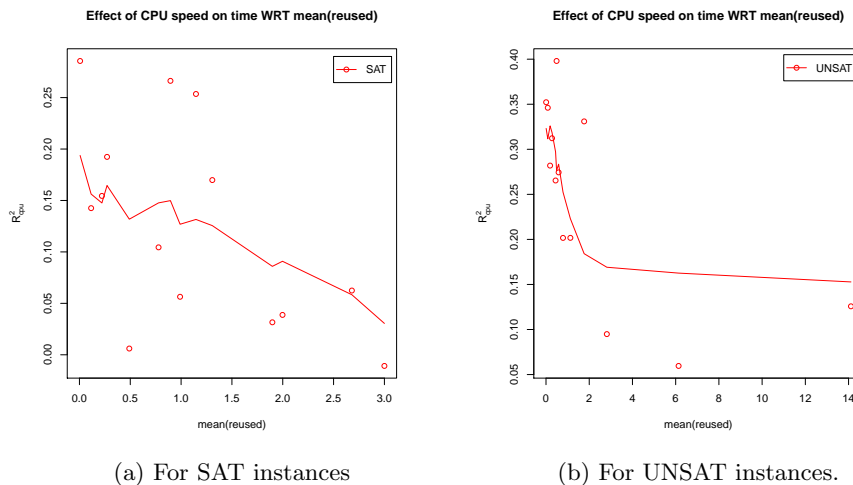 Effect of CPU speed on time WRT mean(reused)
SAT
R²cpu
0.00 0.05 0.10 0.15 0.20 0.25
0.0 0.5 1.0 1.5 2.0 2.5 3.0
mean(reused)
(a) For SAT instances
Effect of CPU speed on time WRT mean(reused)
UNSAT
R²cpu
0.05 0.10 0.15 0.20 0.25 0.30 0.35 0.40
0 2 4 6 8 10 12 14
mean(reused)
(b) For UNSAT instances.